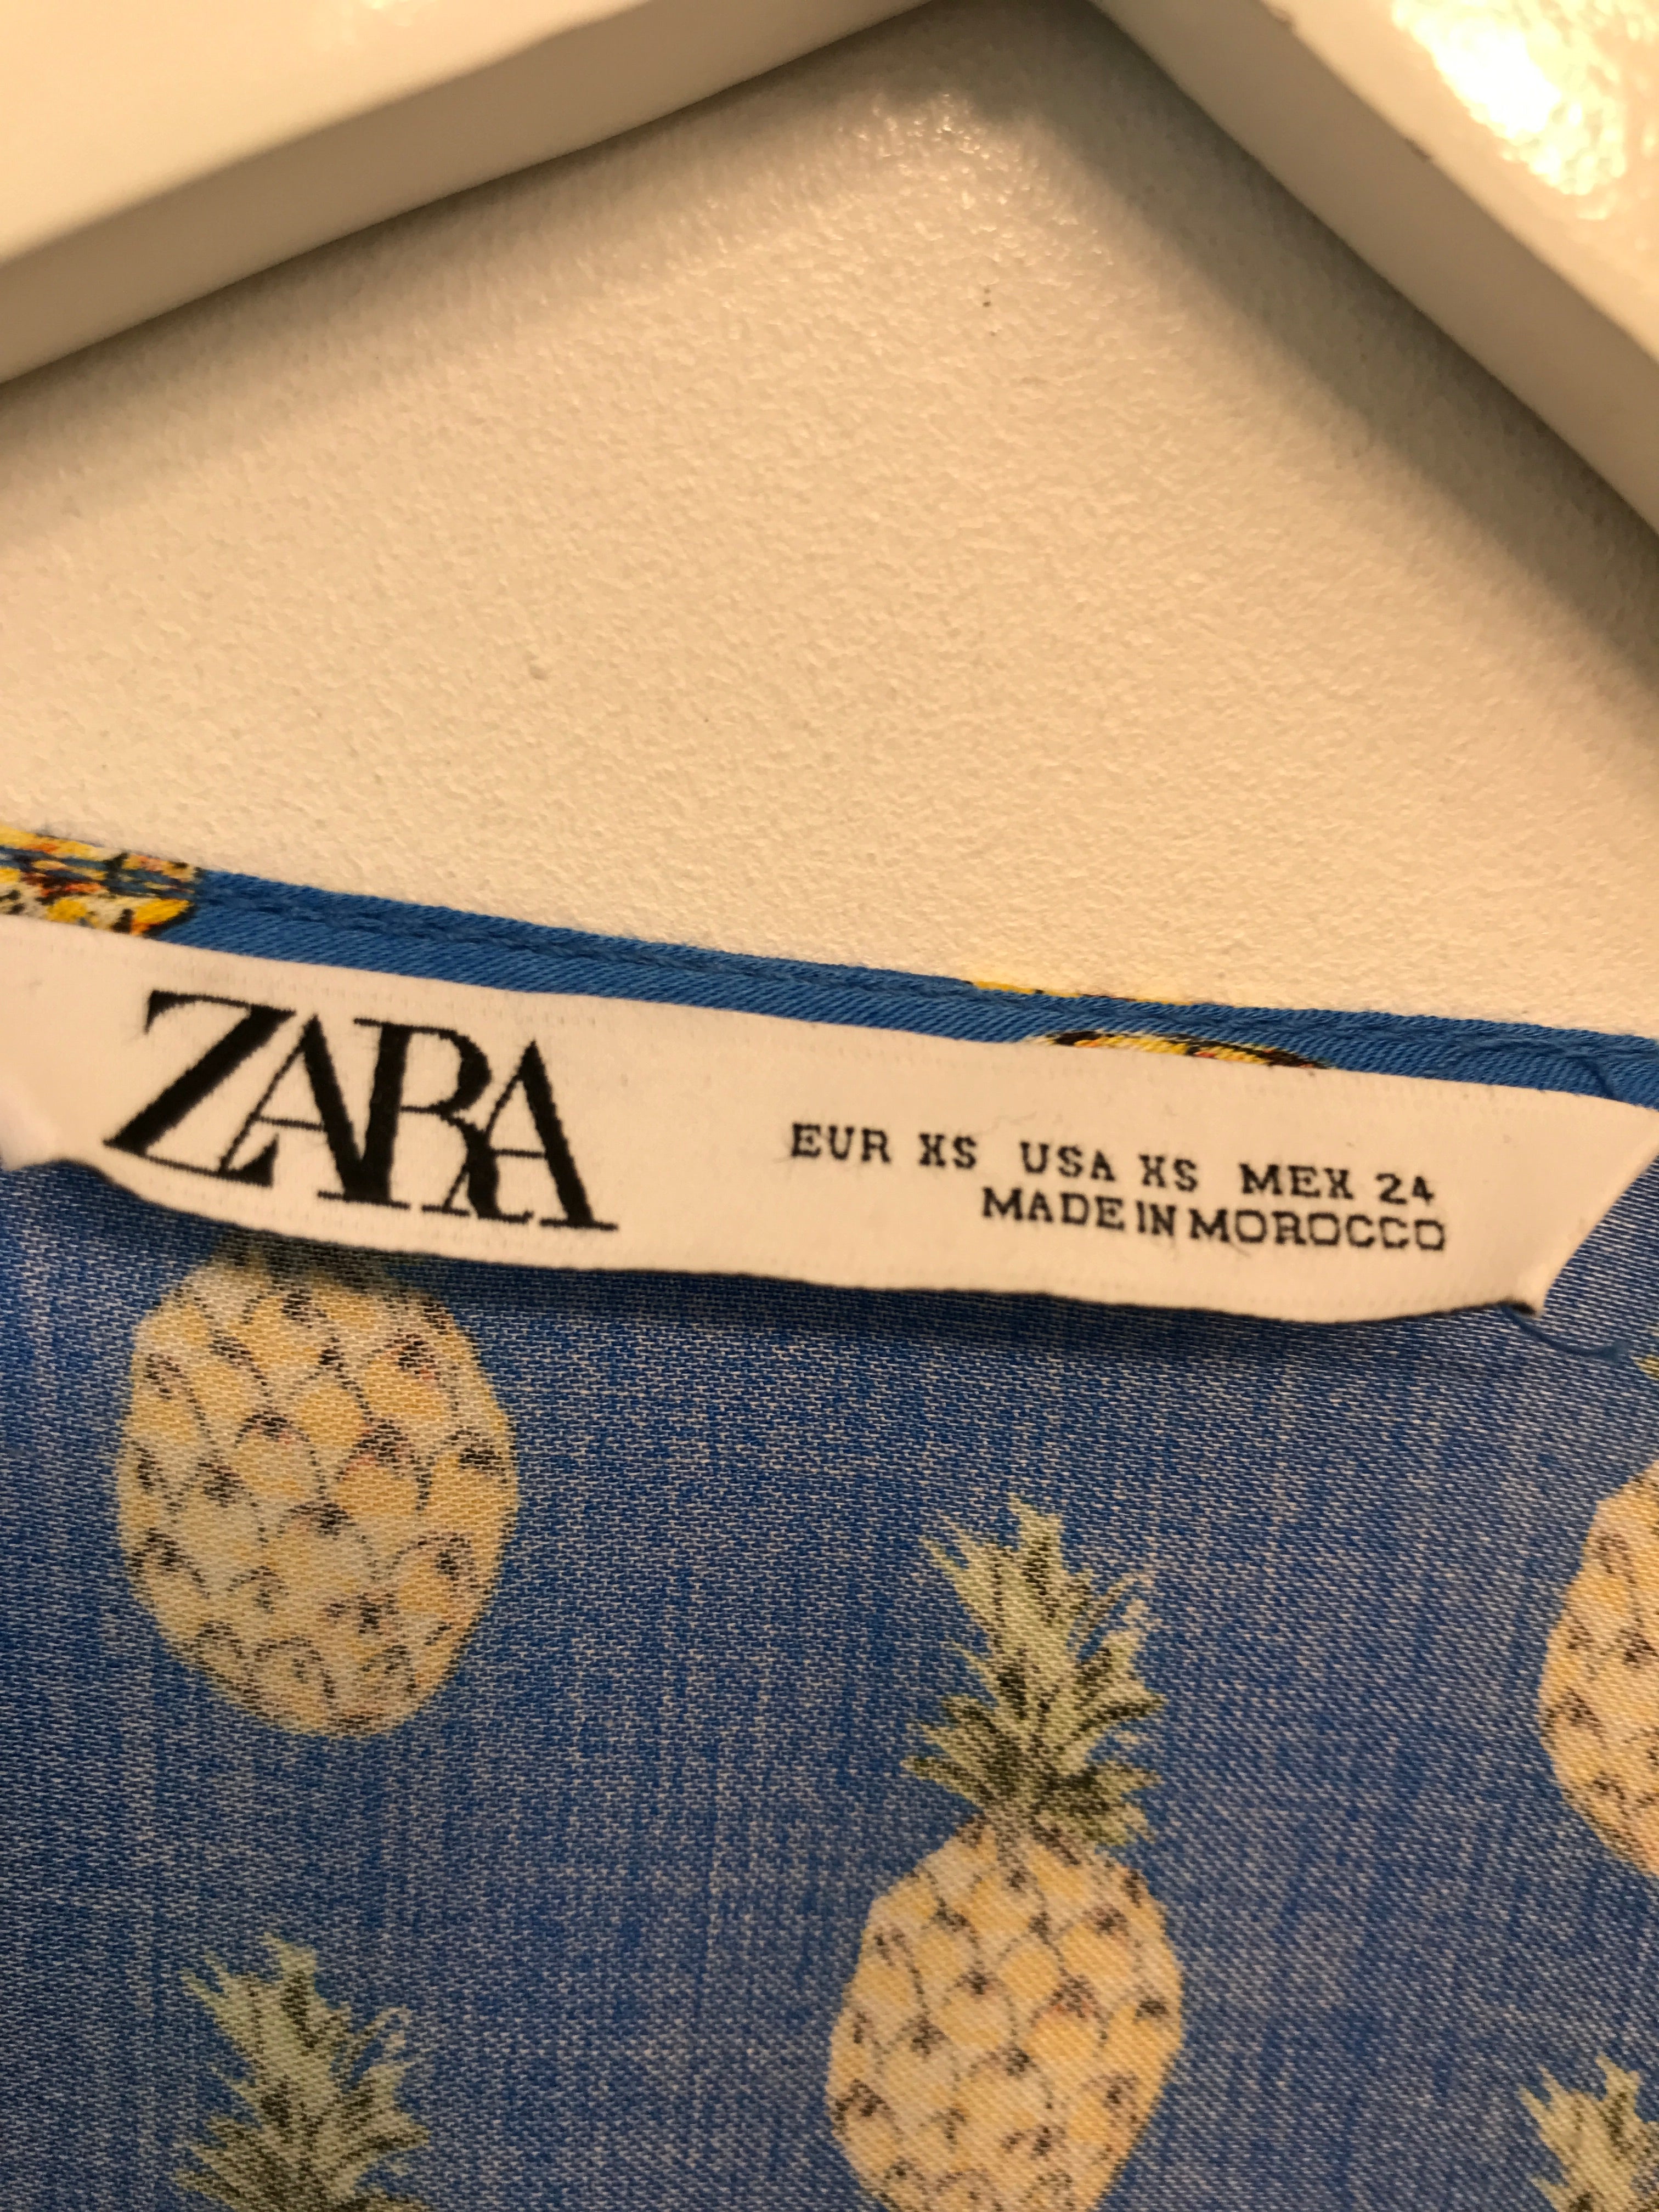 ZARA
EUR XS USA XS MEX 24
MADE IN MOROCCO